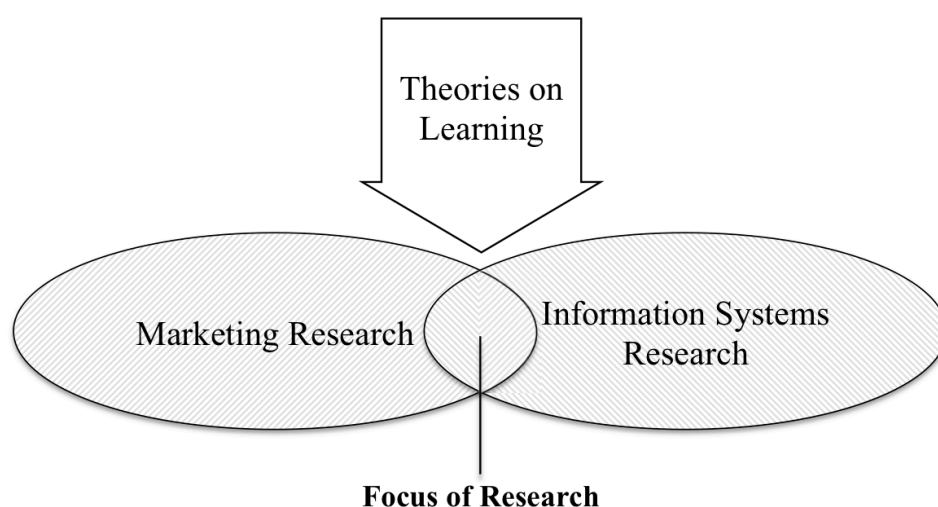 Theories on
Learning
Marketing Research
Information Systems
Research
Focus of Research